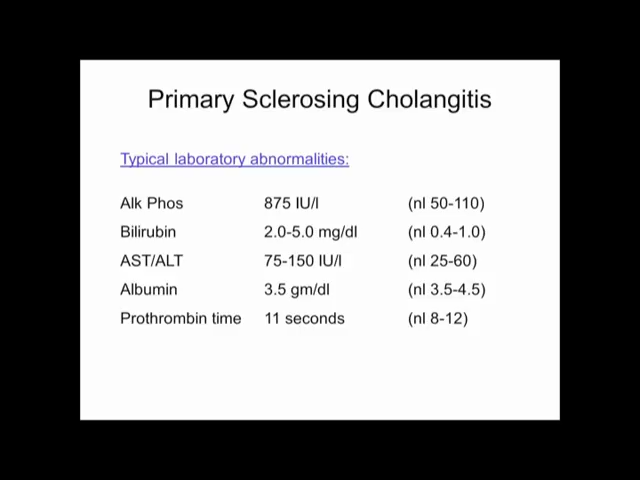 Primary Sclerosing Cholangitis
Typical laboratory abnormalities:
Alk Phos 875 IU/l (nl 50-110)
Bilirubin 2.0-5.0 mg/dl (nl 0.4-1.0)
AST/ALT 75-150 IU/l (nl 25-60)
Albumin 3.5 gm/dl (nl 3.5-4.5)
Prothrombin time 11 seconds (nl 8-12)